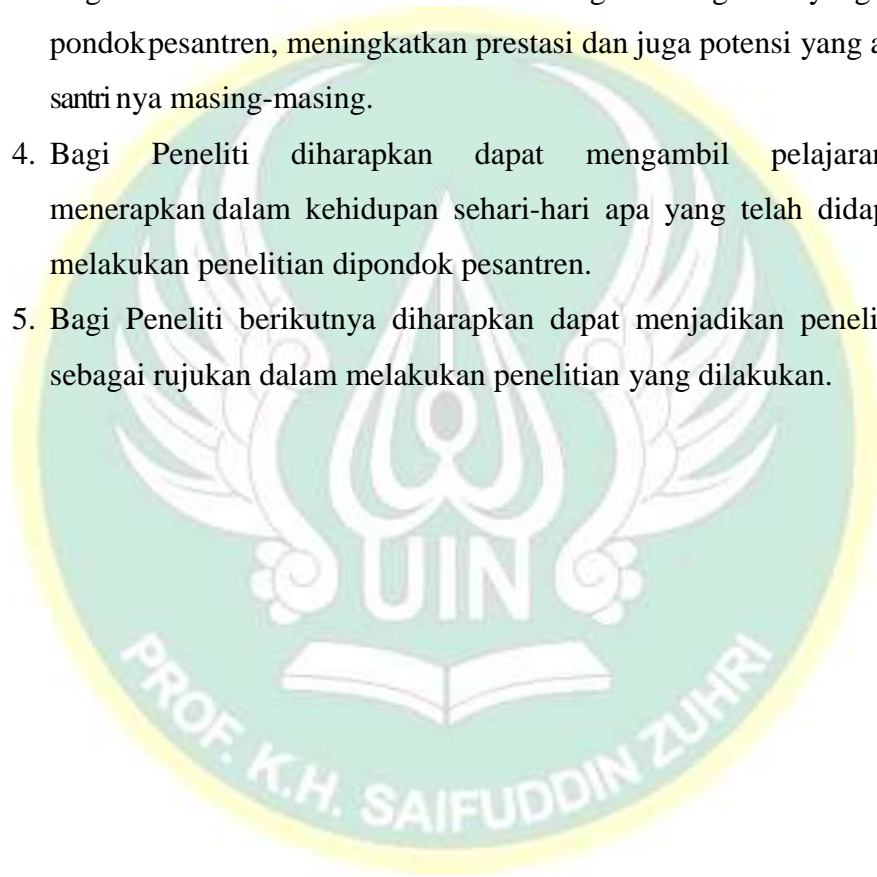 pondokpesantren, meningkatkan prestasi dan juga potensi yang
santri nya masing-masing.
4. Bagi Peneliti diharapkan dapat mengambil
menerapkan dalam kehidupan sehari-hari apa yang telah
melakukan penelitian dipondok pesantren.
5. Bagi Peneliti berikutnya diharapkan dapat menjadikan
sebagai rujukan dalam melakukan penelitian yang dilakukan.
UIN
PROF. K.H. SAIFUDDIN ZUHRI